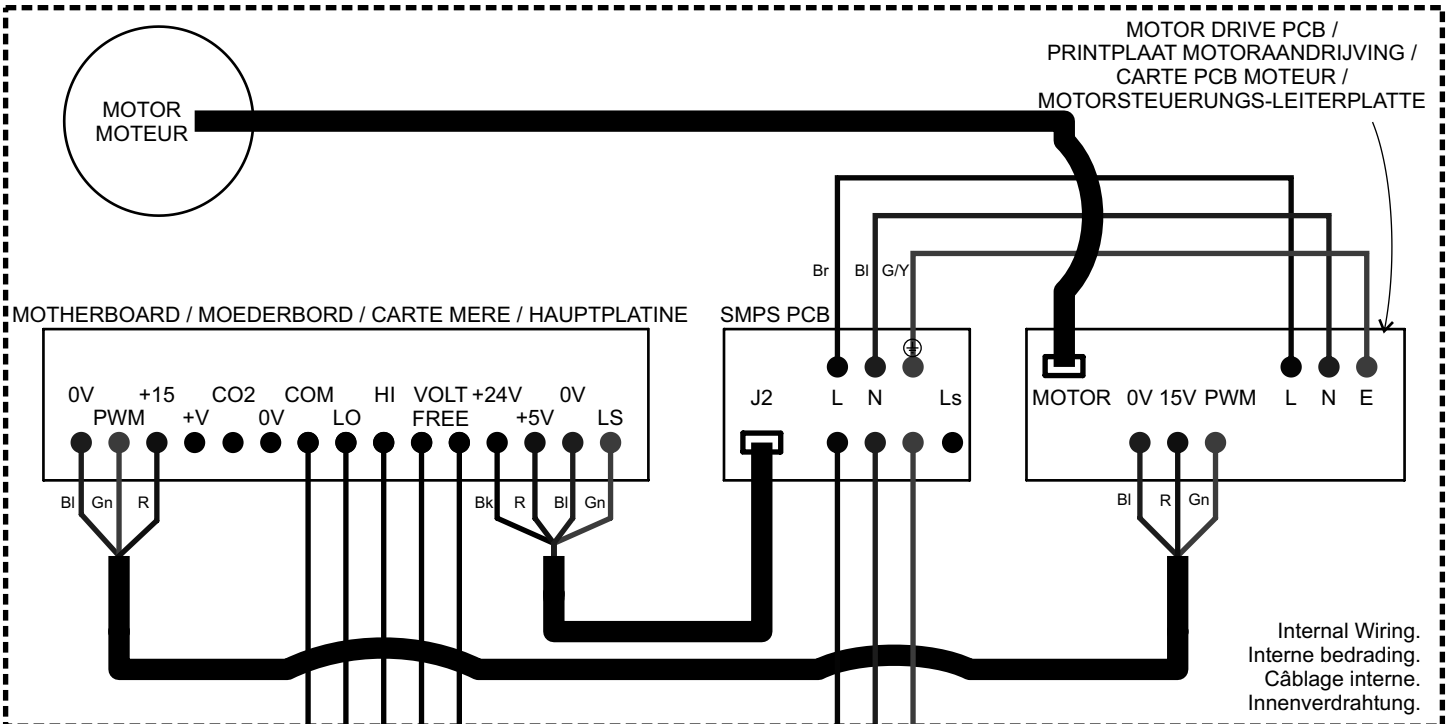 MOTOR DRIVE PCB /
PRINTPLAAT MOTORAANDRIJVING /
CARTE PCB MOTEUR /
MOTORSTEUERUNGS-LEITERPLATTE
MOTOR
MOTEUR
Br Bl G/Y
MOTHERBOARD / MOEDERBORD / CARTE MERE / HAUPTPLATINE
SMPS PCB
0V +15 CO2 COM HI VOLT +24V 0V
PWM +V 0V LO FREE +5V LS
J2 L N Ls
MOTOR 0V 15V PWM L N E
Bl Gn R Bk R Bl Gn
Bl R Gn
Internal Wiring.
Interne bedrading.
Câblage interne.
Innenverdrahtung.